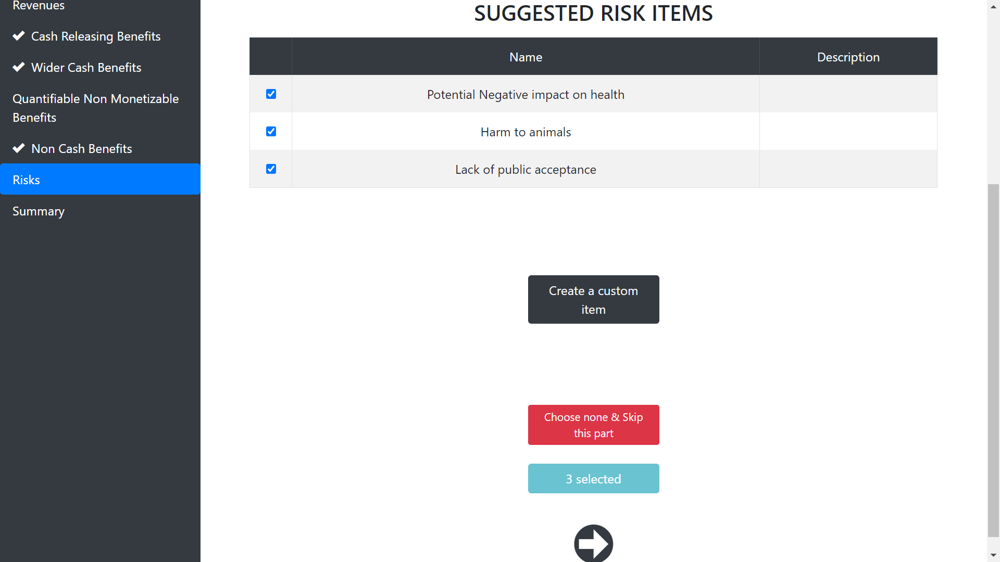 Revenues
Cash Releasing Benefits
Wider Cash Benefits
Quantifiable Non Monetizable
Benefits
Non Cash Benefits
Risks
Summary
SUGGESTED RISK ITEMS
Name Description
Potential Negative impact on health
Harm to animals
Lack of public acceptance
Create a custom
item
Choose none & Skip
this part
3 selected